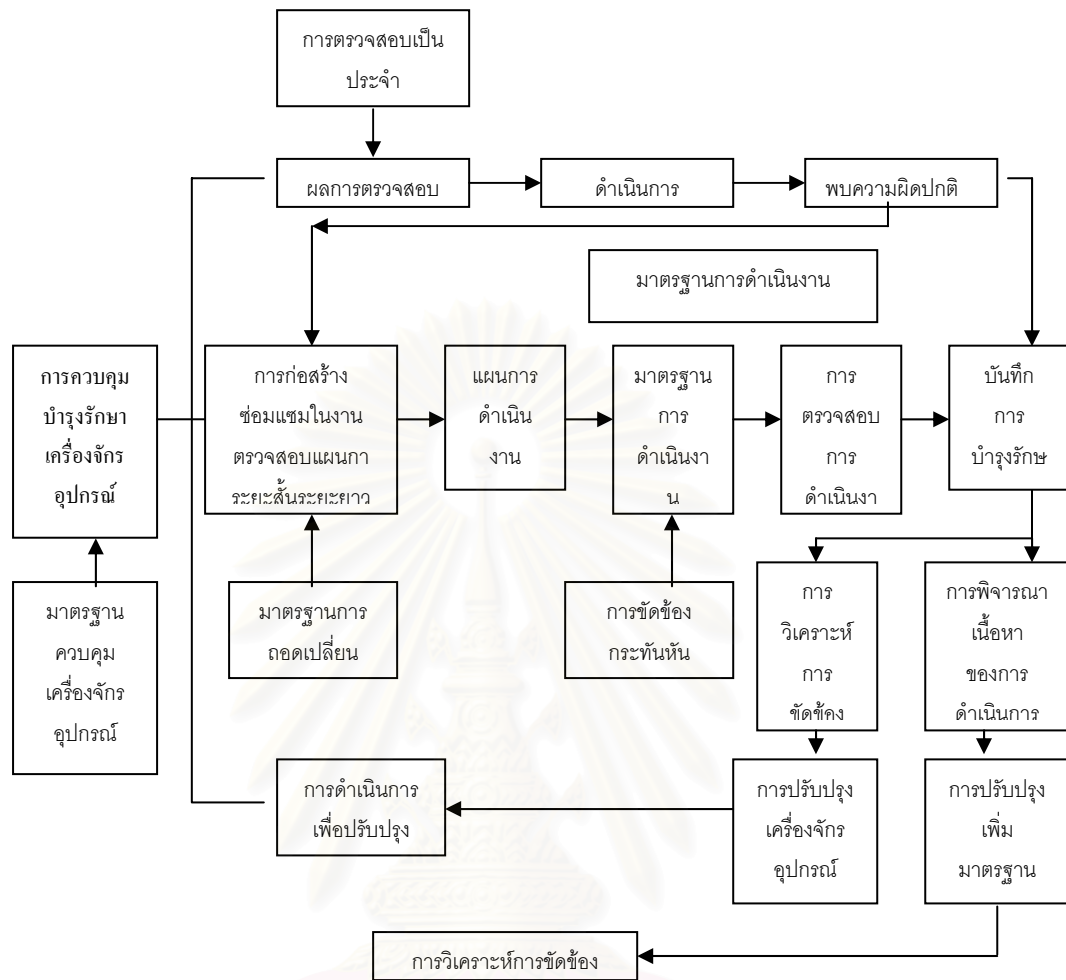 การตรวจสอบเป็น
ประจำ
ผลการตรวจสอบ
ดำเนินการ
พบความผิดปกติ
มาตรฐานการดำเนินงาน
การควบคุม
บำรุงรักษา
เครื่องจักร
อุปกรณ์
การก่อสร้าง
ซ่อมแซมในงาน
ตรวจสอบแผนกา
ระยะสั้นระยะยาว
แผนการ
ดำเนิน
งาน
มาตรฐาน
การ
ดำเนินงา
น
การ
ตรวจสอบ
การ
ดำเนินงา
บันทึก
การ
บำรุงรักษ
มาตรฐาน
ควบคุม
เครื่องจักร
อุปกรณ์
มาตรฐานการ
ถอดเปลี่ยน
การขัดข้อง
กระทันหัน
การ
วิเคราะห์
การ
ขัดข้อง
การพิจารณา
เนื้อหา
ของการ
ดำเนินการ
การดำเนินการ
เพื่อปรับปรุง
การปรับปรุง
เครื่องจักร
อุปกรณ์
การปรับปรุง
เพิ่ม
มาตรฐาน
การวิเคราะห์การขัดข้อง